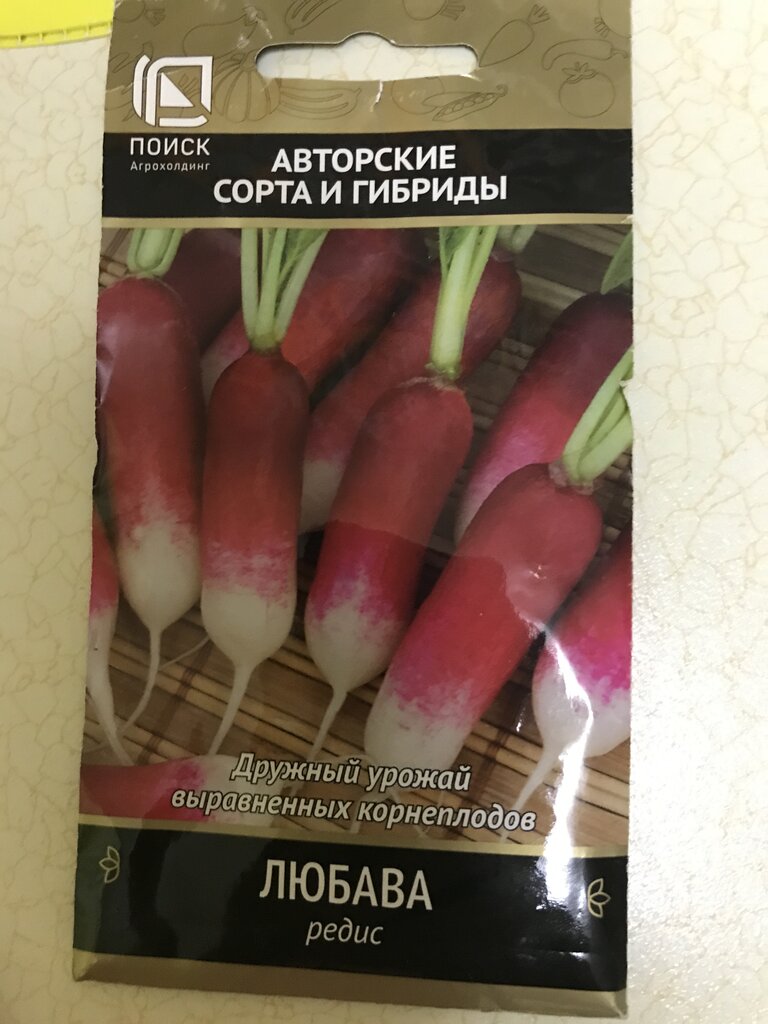 ПОИСК
Агрохолдинг
АВТОРСКИЕ
СОРТА И ГИБРИДЫ
Дружный урожай
выравненных корнеплодов
ЛЮБАВА
редис